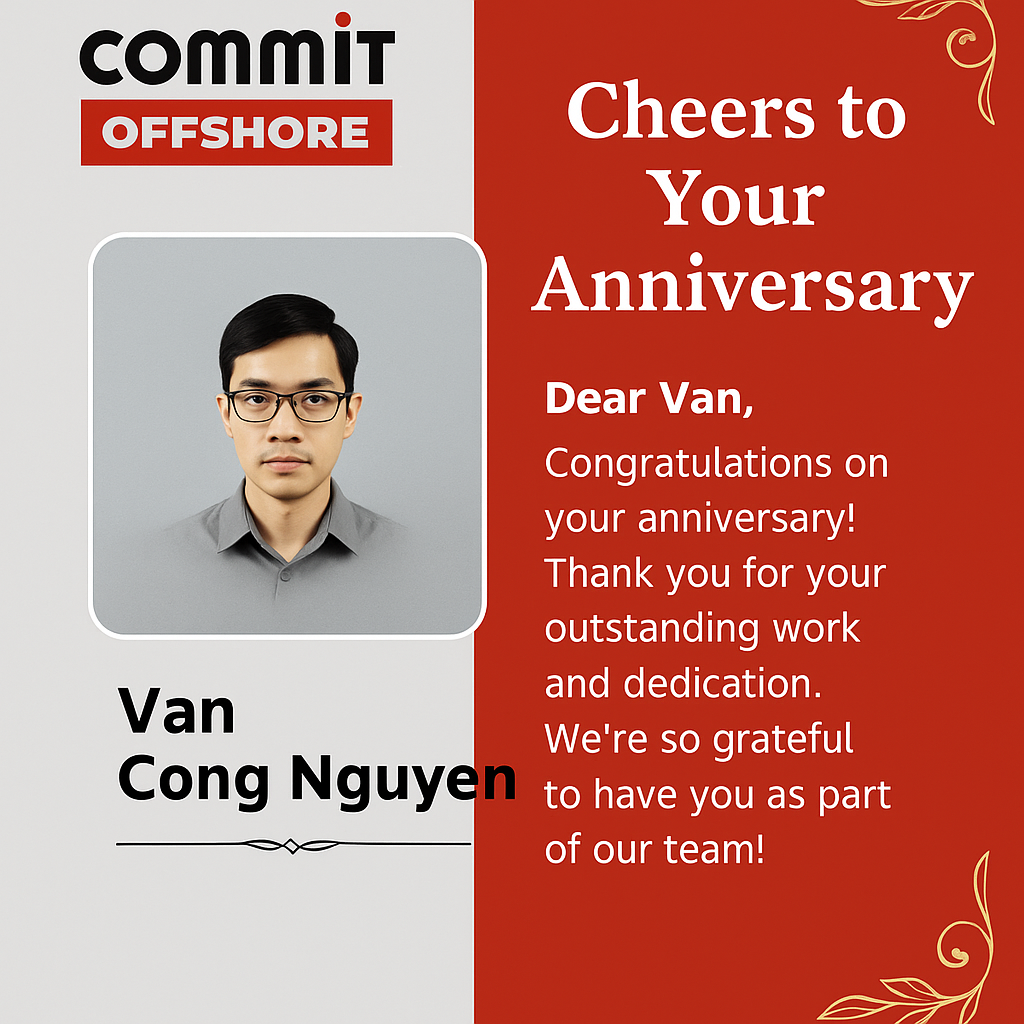 commit
OFFSHORE
Van
Cong Nguyen
Cheers to
Your
Anniversary
Dear Van,
Congratulations on
your anniversary!
Thank you for your
outstanding work
and dedication.
We're so grateful
to have you as part
of our team!